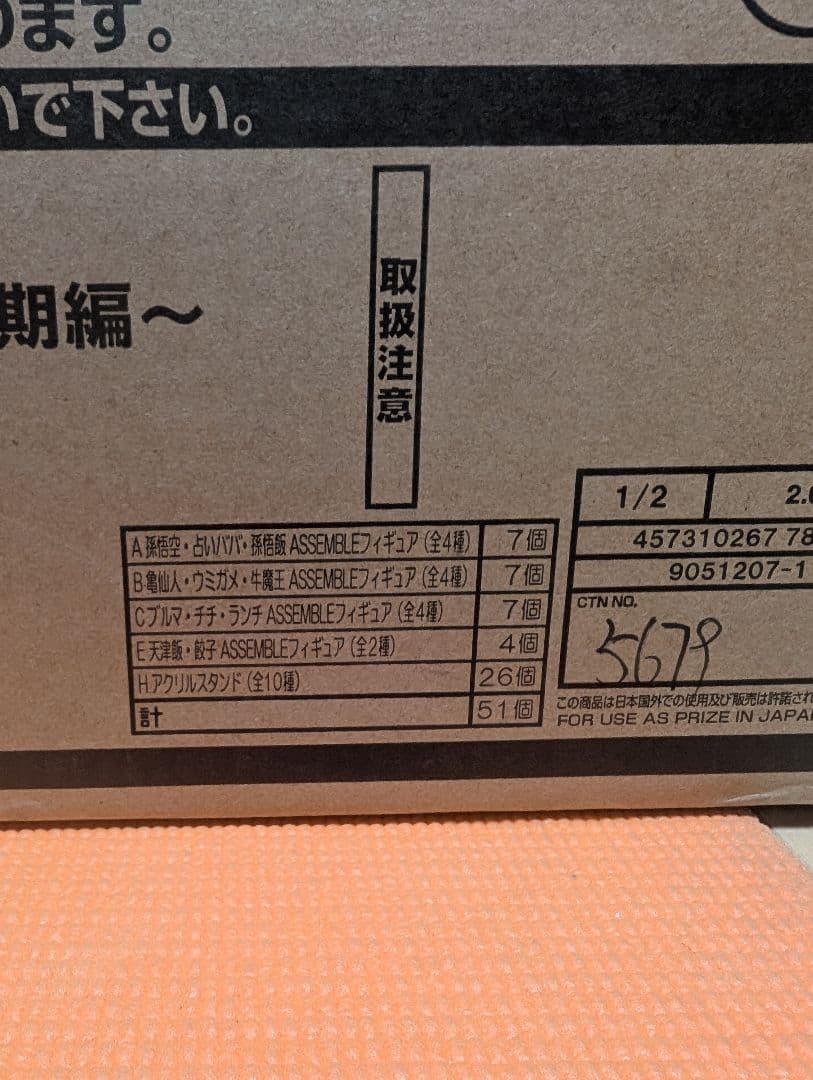 ます。
いで下さい。
取扱注意
期編～
1/2 2.
A 孫悟空・占いババ・孫悟飯 ASSEMBLEフィギュア（全4種） 7個
B.亀仙人・ウミガメ・牛魔王 ASSEMBLEフィギュア（全4種） 7個
C ブルマ・チチ・ランチ ASSEMBLEフィギュア（全4種） 7個
E 天津飯・餃子 ASSEMBLEフィギュア（全2種） 4個
H.アクリルスタンド（全10種） 26個
計 51個
457310267 78
9051207-1
CTN NO.
5679
この商品は日本国外での使用及び販売は許諾され
FOR USE AS PRIZE IN JAPA